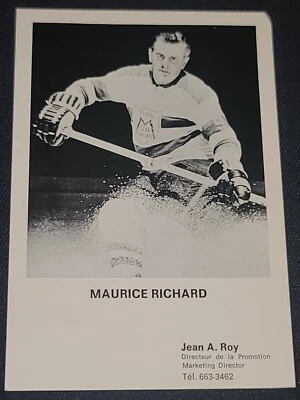 MAURICE RICHARD
Jean A. Roy
Directeur de la Promotion
Marketing Director
Tél. 663-3462